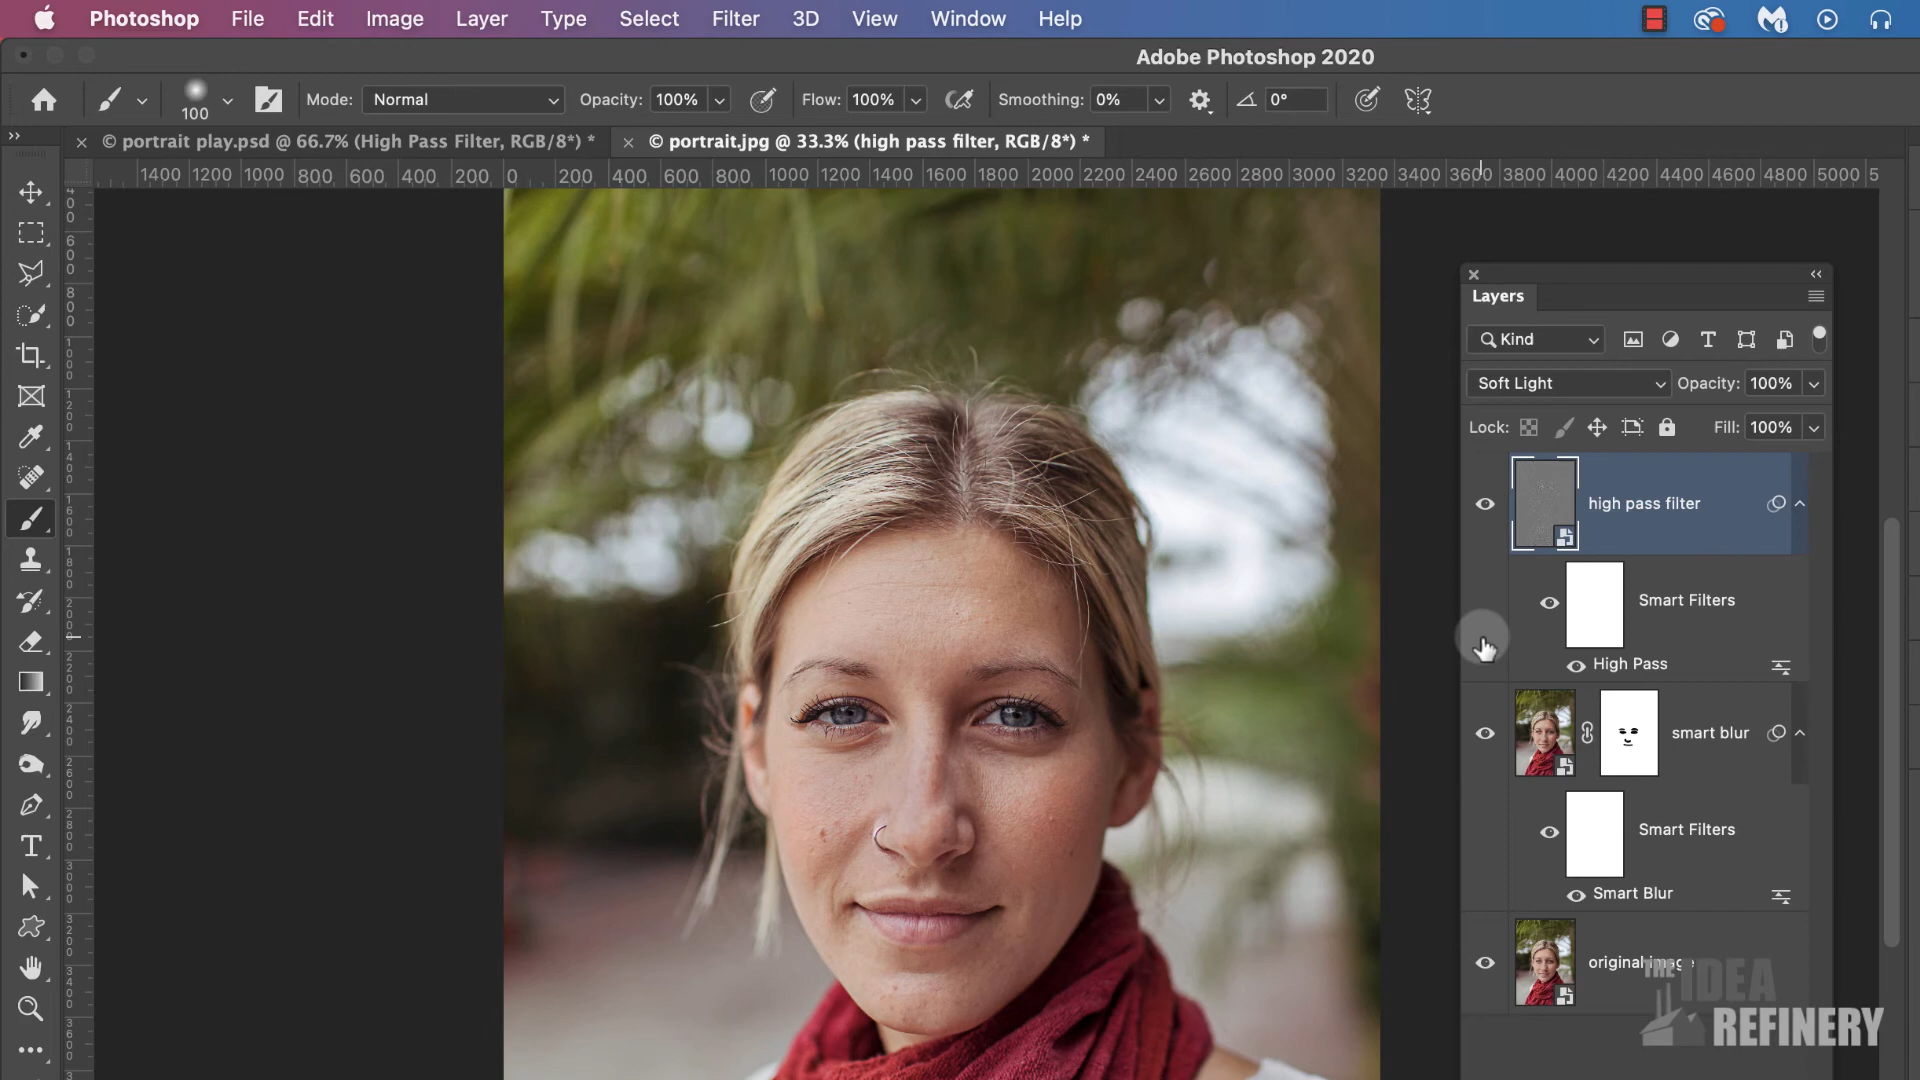 Photoshop File Edit Image Layer Type Select Filter 3D View Window Help
Adobe Photoshop 2020
100 Mode: Normal Opacity: 100% Flow: 100% Smoothing: 0% 0°
© portrait play.psd @ 66.7% (High Pass Filter, RGB/8*) * © portrait.jpg @ 33.3% (high pass filter, RGB/8*) *
1400 1200 1000 800 600 400 200 0 200 400 600 800 1000 1200 1400 1600 1800 2000 2200 2400 2600 2800 3000 3200 3400 3600 3800 4000 4200 4400 4600 4800 5000 5
Layers
Kind
Soft Light Opacity: 100%
Lock: Fill: 100%
high pass filter
Smart Filters
High Pass
smart blur
Smart Filters
Smart Blur
original image
THE IDEA
REFINERY